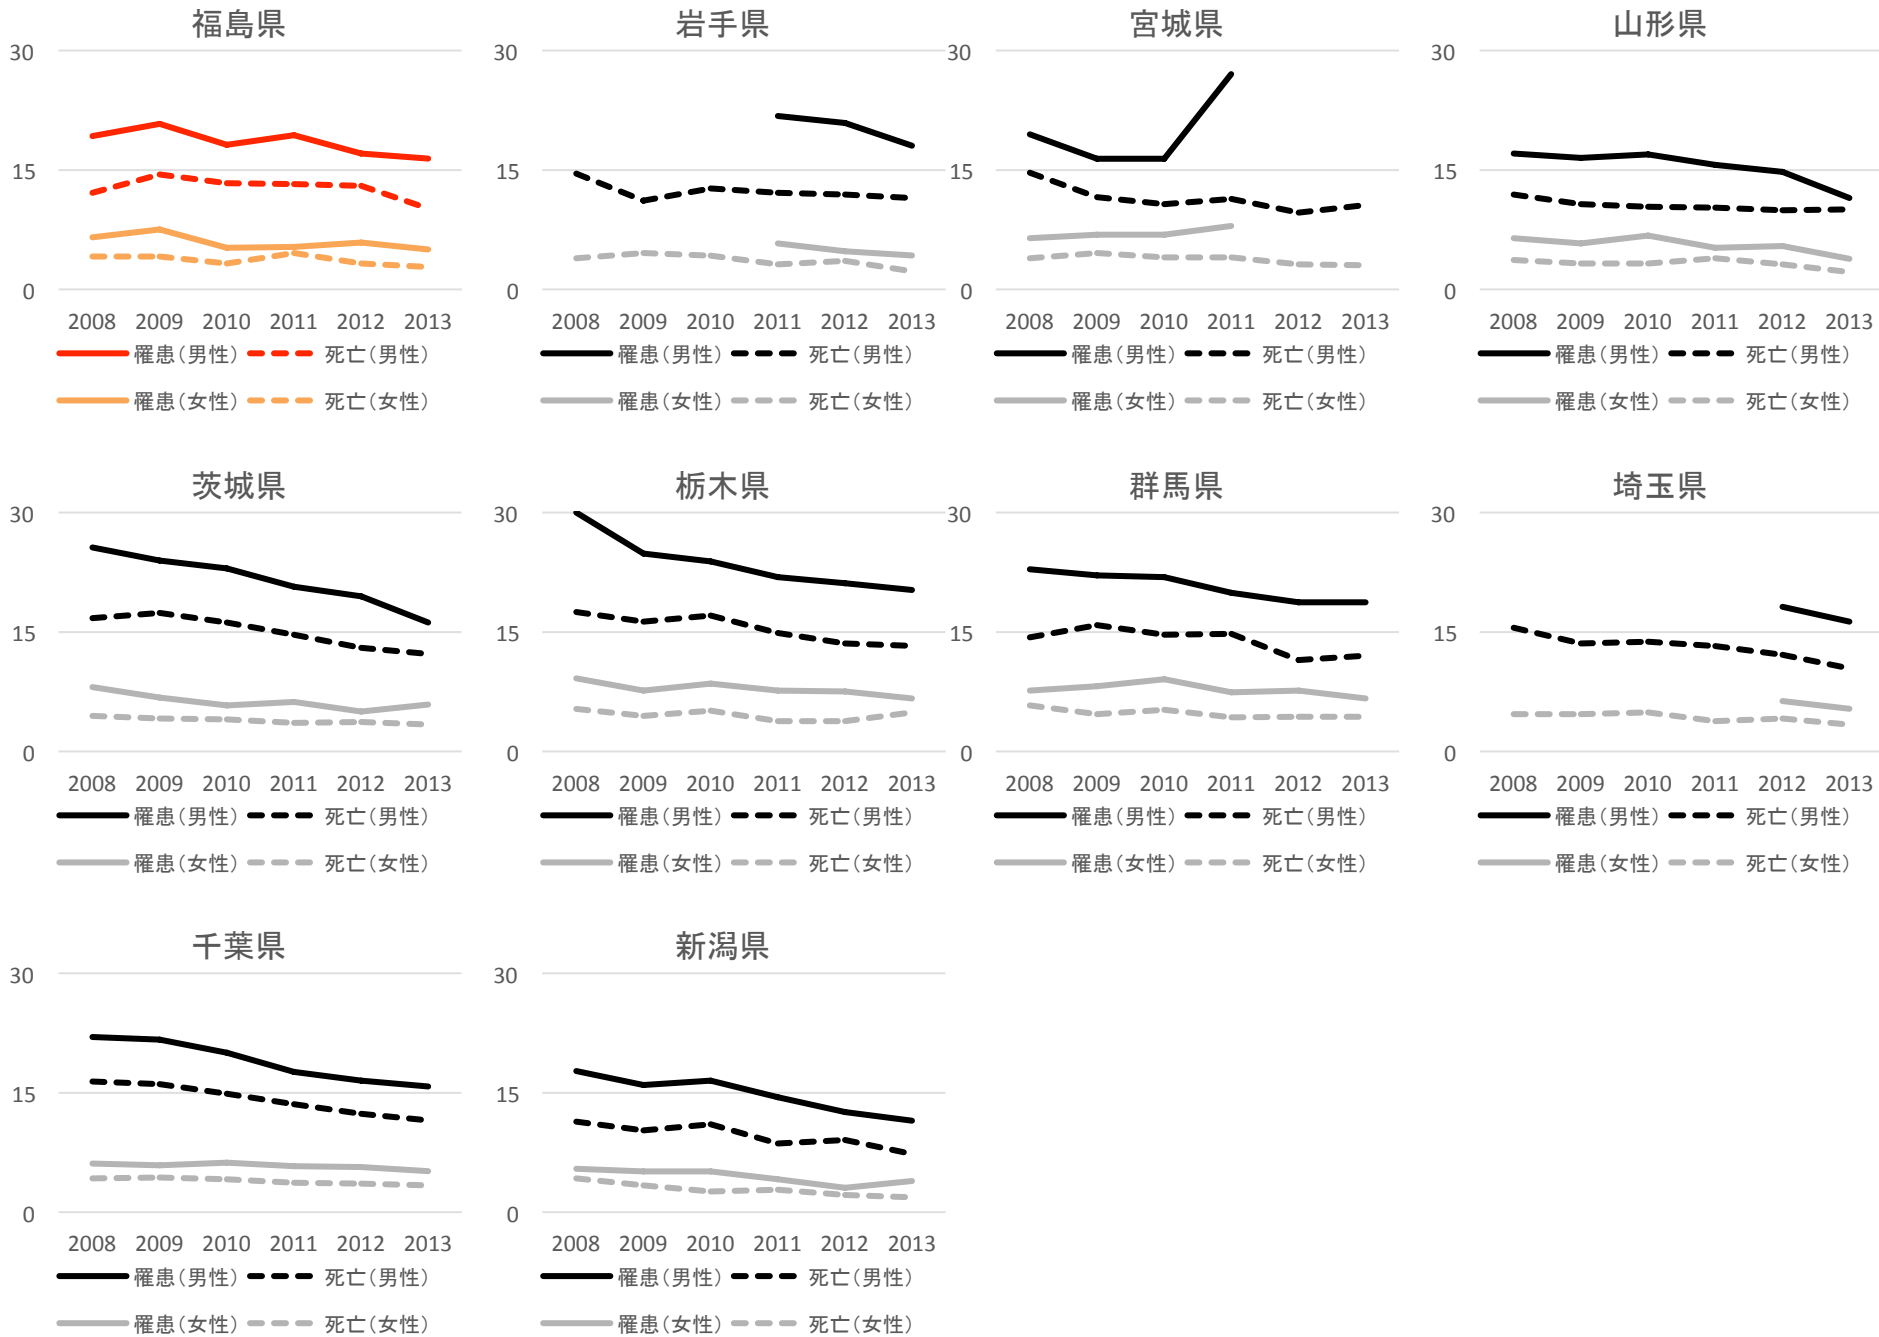 福島県 岩手県 宮城県 山形県
30 30 30 30
15 15 15 15
0 0 0 0
2008 2009 2010 2011 2012 2013 2008 2009 2010 2011 2012 2013 2008 2009 2010 2011 2012 2013 2008 2009 2010 2011 2012 2013
罹患(男性) 死亡(男性) 罹患(男性) 死亡(男性) 罹患(男性) 死亡(男性) 罹患(男性) 死亡(男性)
罹患(女性) 死亡(女性) 罹患(女性) 死亡(女性) 罹患(女性) 死亡(女性) 罹患(女性) 死亡(女性)
茨城県 栃木県 群馬県 埼玉県
30 30 30 30
15 15 15 15
0 0 0 0
2008 2009 2010 2011 2012 2013 2008 2009 2010 2011 2012 2013 2008 2009 2010 2011 2012 2013 2008 2009 2010 2011 2012 2013
罹患(男性) 死亡(男性) 罹患(男性) 死亡(男性) 罹患(男性) 死亡(男性) 罹患(男性) 死亡(男性)
罹患(女性) 死亡(女性) 罹患(女性) 死亡(女性) 罹患(女性) 死亡(女性) 罹患(女性) 死亡(女性)
千葉県 新潟県
30 30
15 15
0 0
2008 2009 2010 2011 2012 2013 2008 2009 2010 2011 2012 2013
罹患(男性) 死亡(男性) 罹患(男性) 死亡(男性)
罹患(女性) 死亡(女性) 罹患(女性) 死亡(女性)